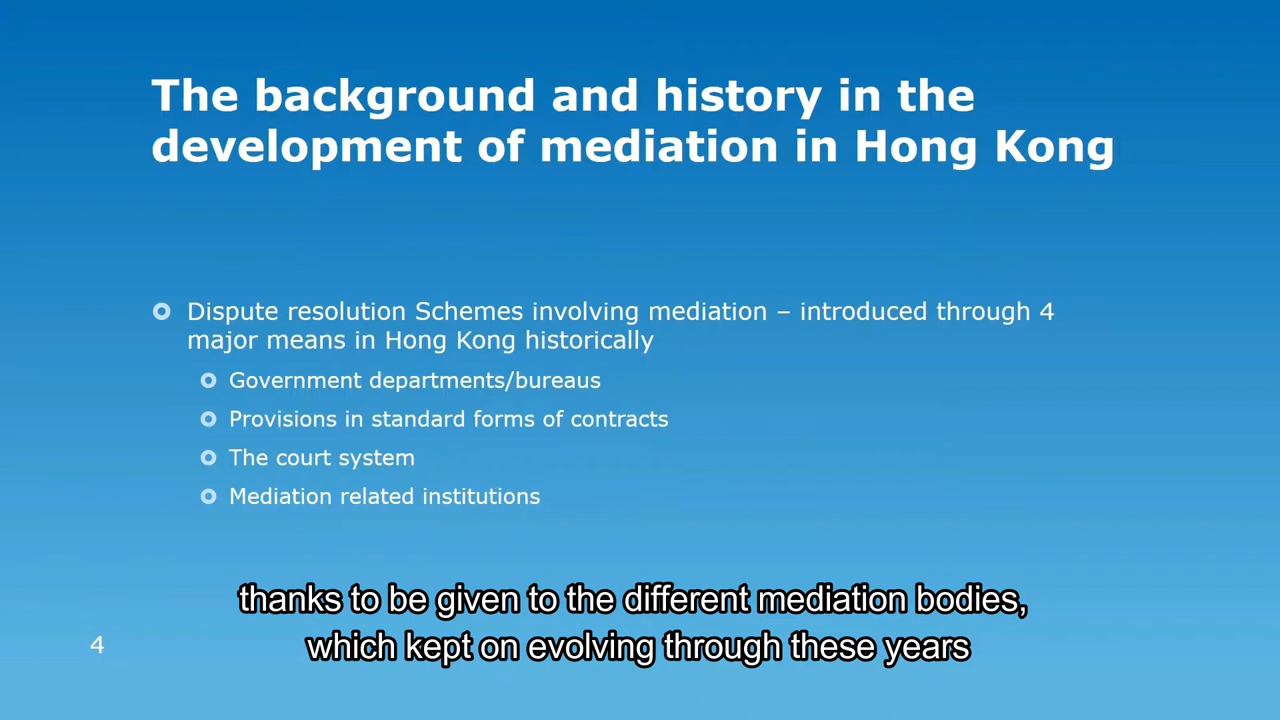 The background and history in the
development of mediation in Hong Kong
Dispute resolution Schemes involving mediation – introduced through 4
major means in Hong Kong historically
Government departments/bureaus
Provisions in standard forms of contracts
The court system
Mediation related institutions
thanks to be given to the different mediation bodies,
which kept on evolving through these years
4